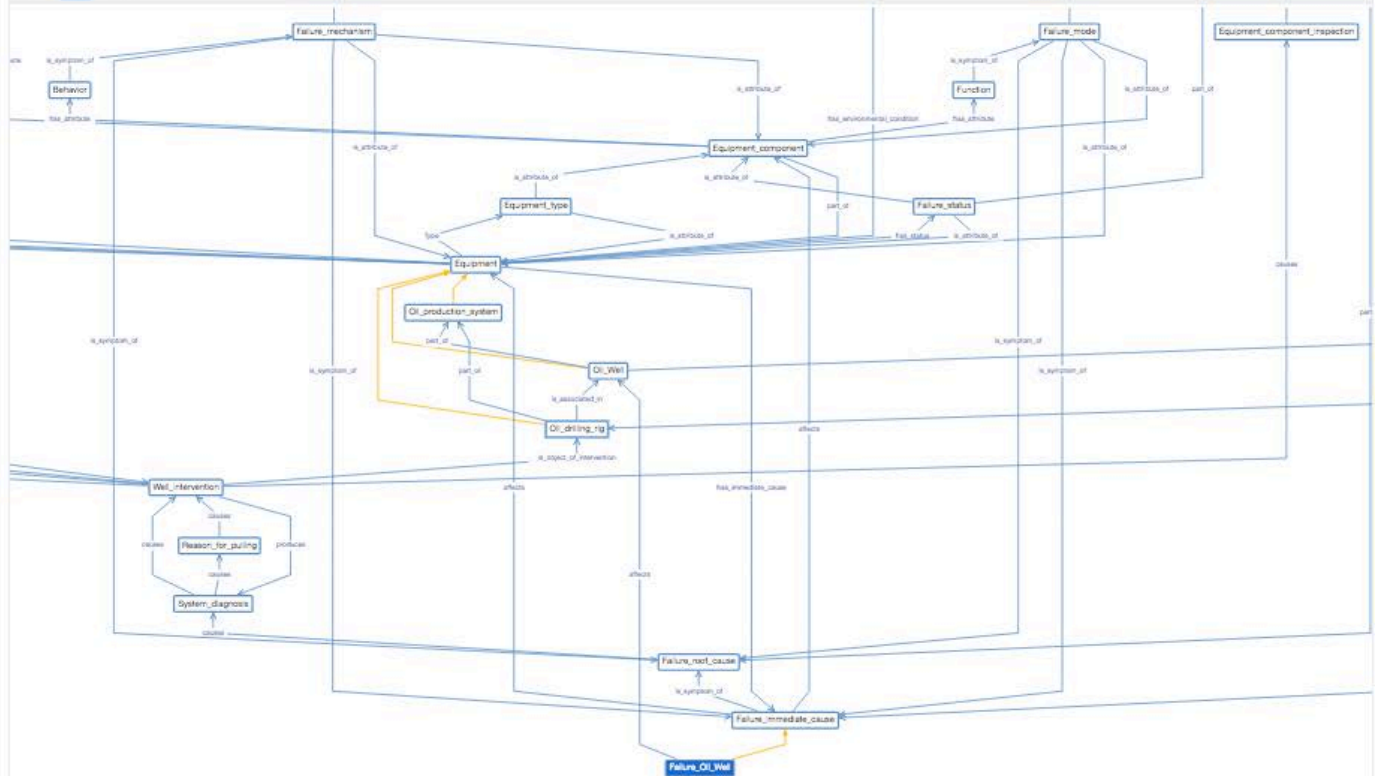 Failure_mechanism
Failure_mode
Equipment_component_inspection
is_symptom_of
is_symptom_of
Behavior
is_attribute_of
Function
is_attribute_of
part_of
has_attribute
has_environmental_condition
has_attribute
is_attribute_of
Equipment_component
is_attribute_of
is_attribute_of
is_attribute_of
Equipment_type
part_of
Failure_status
Type
is_attribute_of
has_status
is_attribute_of
Equipment
causes
Oil_production_system
is_symptom_of
part_of
is_symptom_of
is_symptom_of
part_of
Oil_Well
is_symptom_of
is_associated_in
Oil_drilling_rig
affects
is_object_of_intervention
Well_intervention
affects
has_immediate_cause
causes
causes
Reason_for_pulling
produces
causes
affects
System_diagnosis
causes
Failure_root_cause
is_symptom_of
Failure_immediate_cause
Failure_Oil_Well